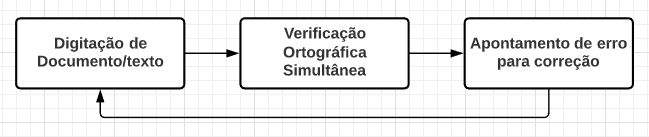 Digitação de
Documento/texto
Verificação
Ortográfica
Simultânea
Apontamento de erro
para correção